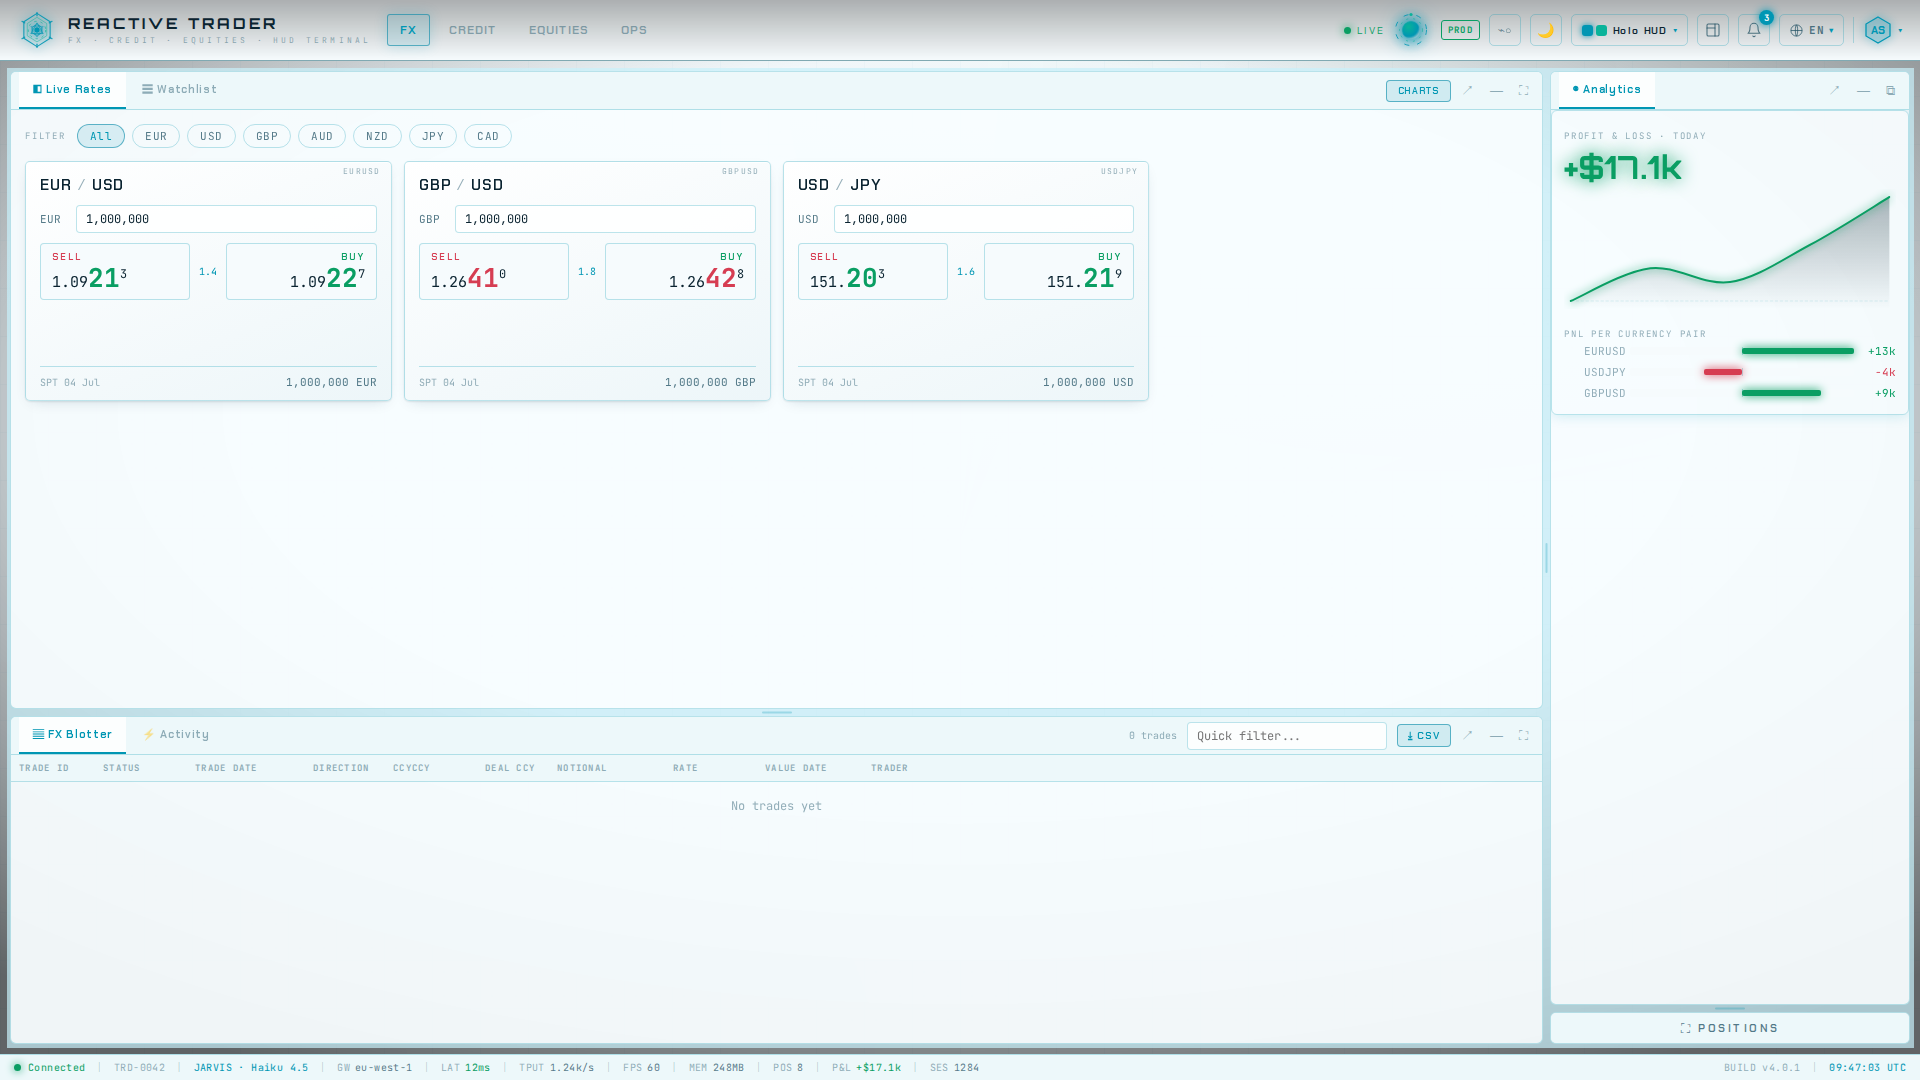 REACTIVE TRADER
FX · CREDIT · EQUITIES · HUD TERMINAL
FX CREDIT EQUITIES OPS
LIVE PROD Holo HUD 3 EN AS
Live Rates Watchlist CHARTS
FILTER All EUR USD GBP AUD NZD JPY CAD
EURUSD
EUR / USD
EUR 1,000,000
SELL BUY
1.09213 1.4 1.09227
SPT 04 Jul 1,000,000 EUR
GBPUSD
GBP / USD
GBP 1,000,000
SELL BUY
1.26410 1.8 1.26428
SPT 04 Jul 1,000,000 GBP
USDJPY
USD / JPY
USD 1,000,000
SELL BUY
151.203 1.6 151.219
SPT 04 Jul 1,000,000 USD
Analytics
PROFIT & LOSS · TODAY
+$17.1k
PNL PER CURRENCY PAIR
EURUSD +13k
USDJPY -4k
GBPUSD +9k
POSITIONS
FX Blotter Activity 0 trades Quick filter... CSV
TRADE ID STATUS TRADE DATE DIRECTION CCYCCY DEAL CCY NOTIONAL RATE VALUE DATE TRADER
No trades yet
Connected TRD-0042 JARVIS · Haiku 4.5 GW eu-west-1 LAT 12ms TPUT 1.24k/s FPS 60 MEM 248MB POS 8 P&L +$17.1k SES 1284 BUILD v4.0.1 09:47:03 UTC